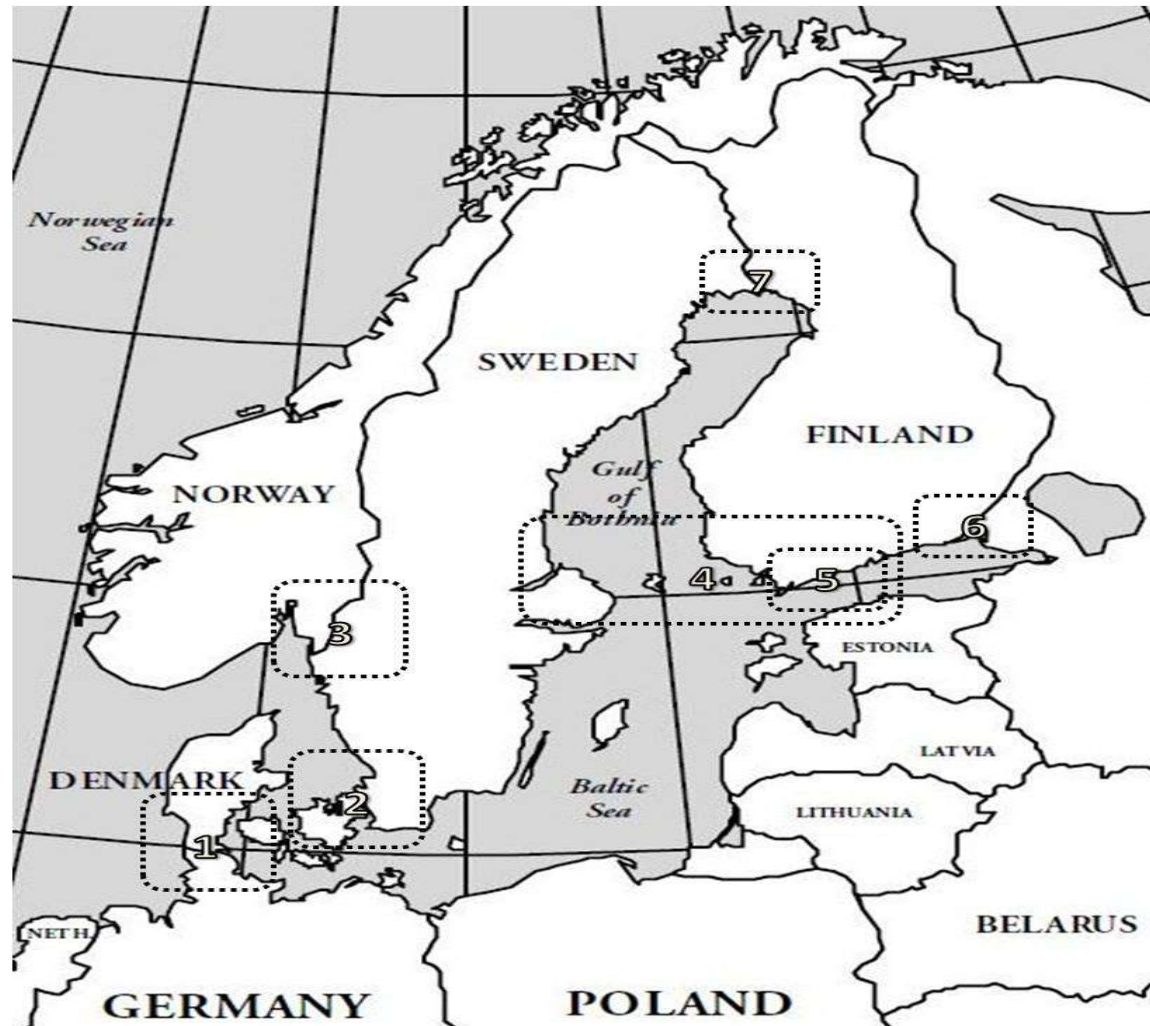 Norwegian
Sea
7
SWEDEN
FINLAND
Gulf
of
Bothnia
NORWAY
6
4
5
3
ESTONIA
LATVIA
DENMARK
2
Baltic
Sea
LITHUANIA
1
NETH.
BELARUS
GERMANY
POLAND